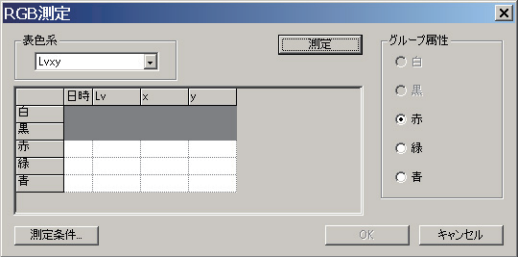 RGB測定
表色系
Lvxy
測定
グループ属性
白
黒
赤
緑
青
日時 Lv x y
白
黒
赤
緑
青
測定条件...
OK
キャンセル